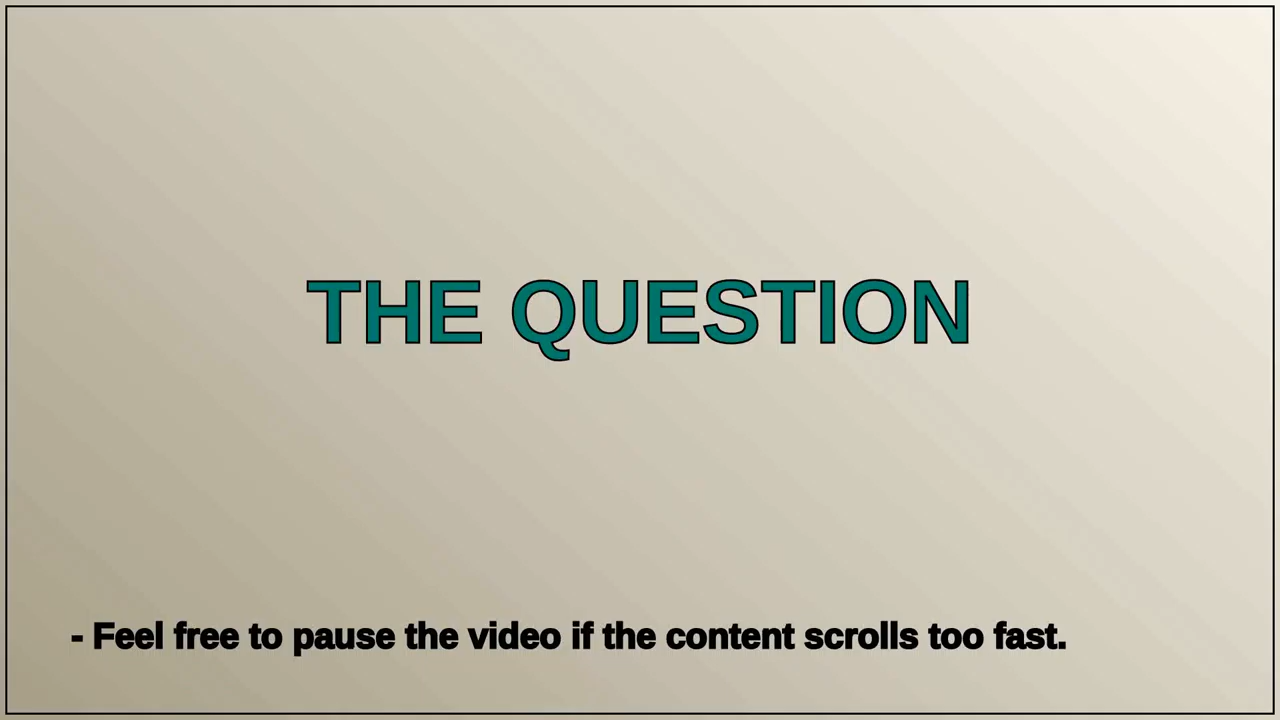 THE QUESTION
- Feel free to pause the video if the content scrolls too fast.